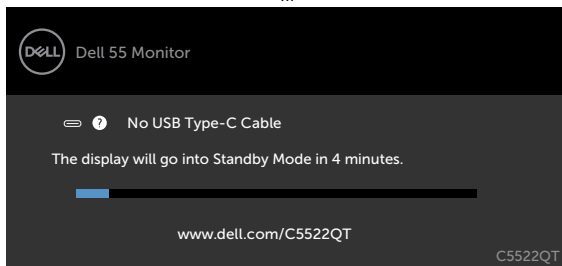 ...
DELL
Dell 55 Monitor
? No USB Type-C Cable
The display will go into Standby Mode in 4 minutes.
www.dell.com/C5522QT
C5522QT